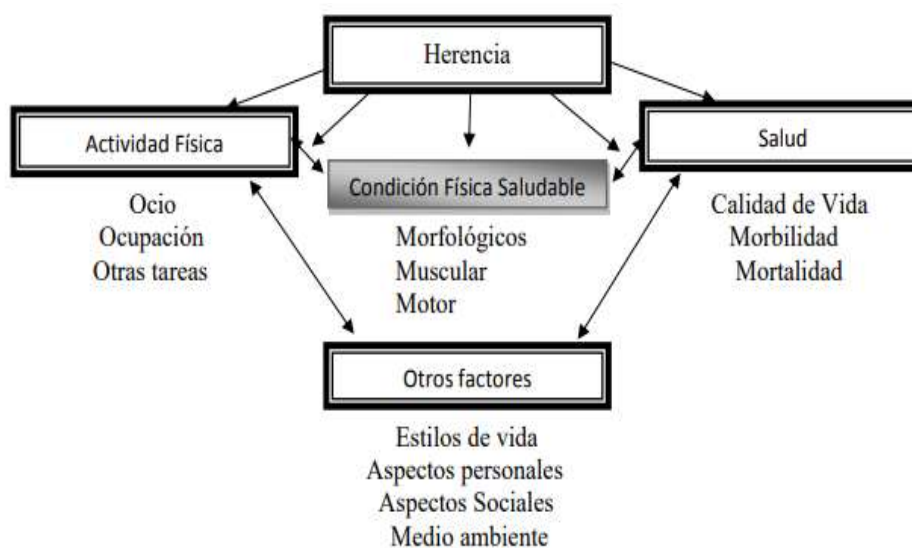 Herencia
Actividad Física
Salud
Condición Física Saludable
Ocio
Ocupación
Otras tareas
Morfológicos
Muscular
Motor
Calidad de Vida
Morbilidad
Mortalidad
Otros factores
Estilos de vida
Aspectos personales
Aspectos Sociales
Medio ambiente